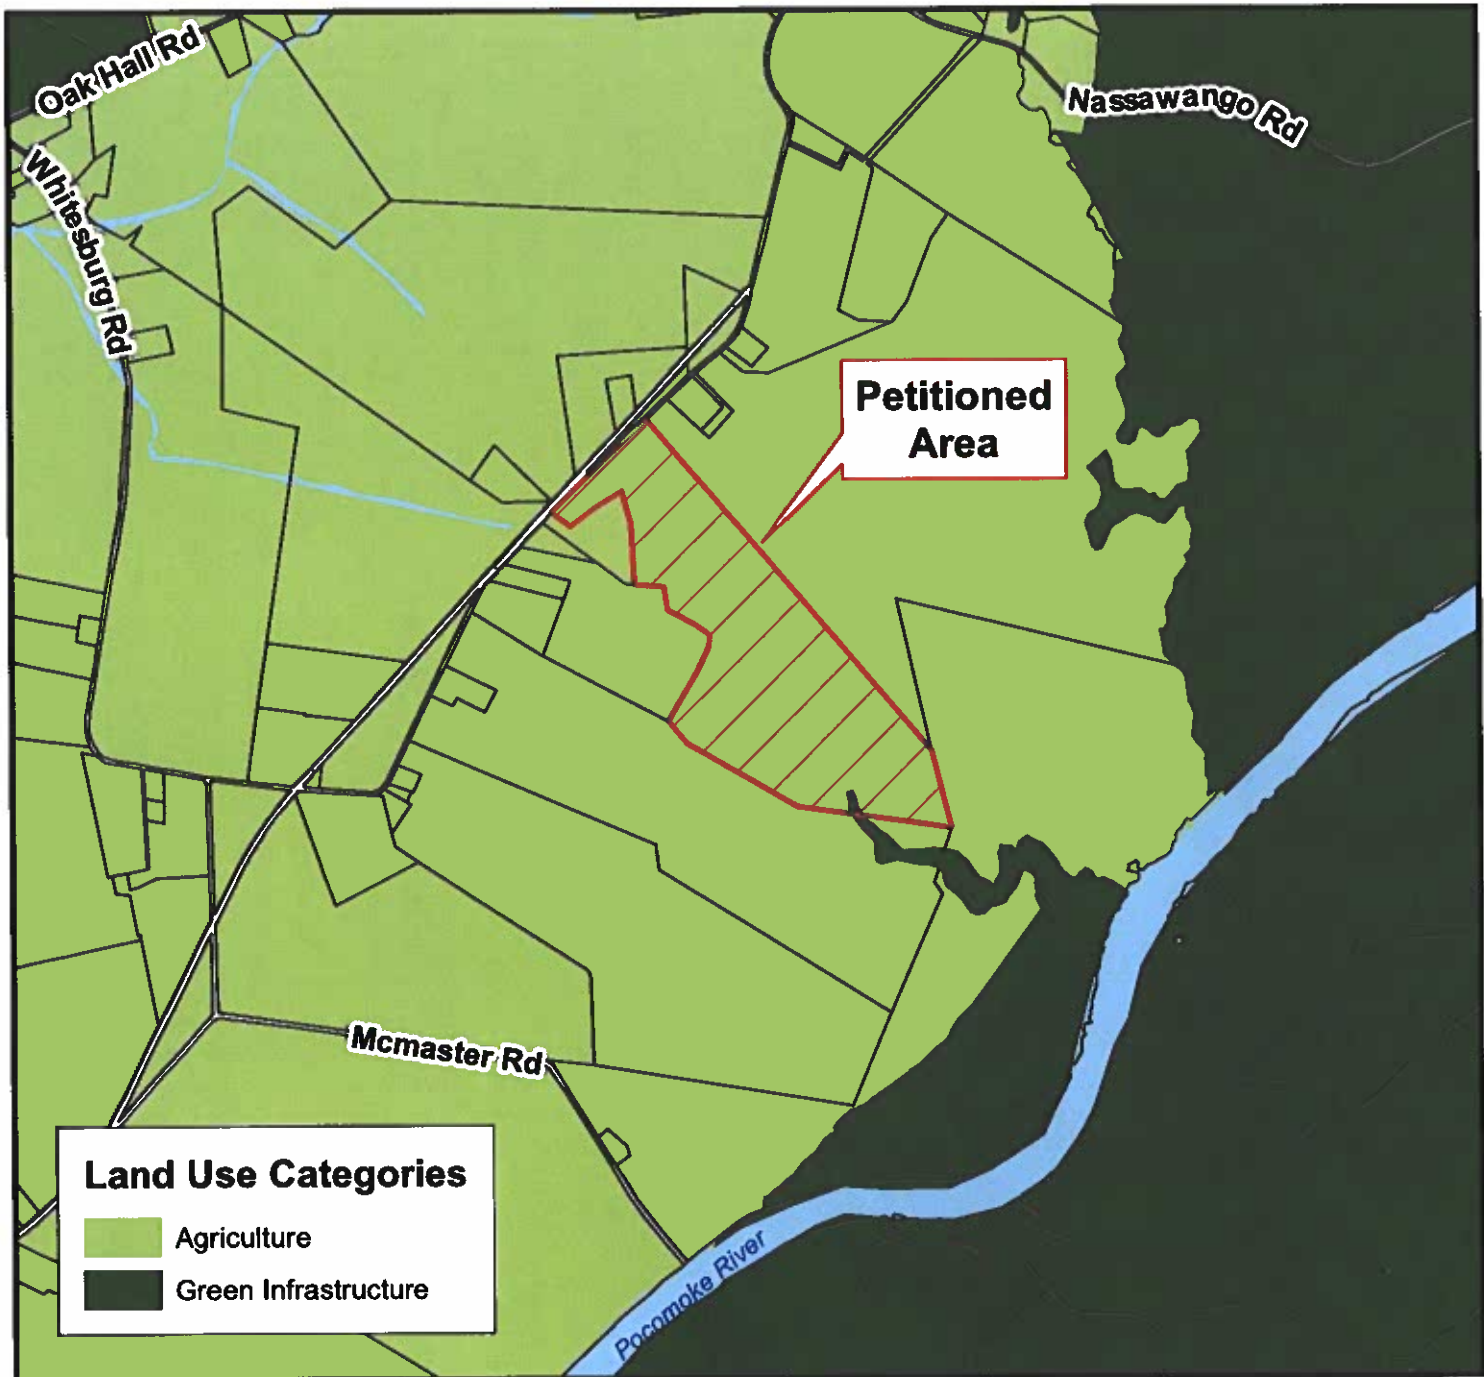 Oak Hall Rd
Nassawango Rd
Whitesburg Rd
Petitioned
Area
Mcmaster Rd
Land Use Categories
Agriculture
Green Infrastructure
Pocomoke River